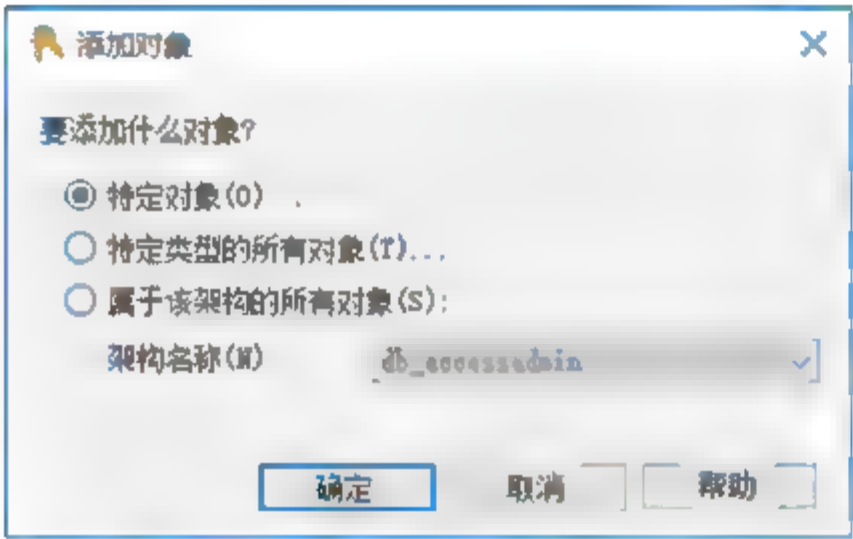 添加对象
要添加什么对象?
特定对象(O)...
特定类型的所有对象(T)...
属于该架构的所有对象(S):
架构名称(N)
db_accessadmin
确定 取消 帮助